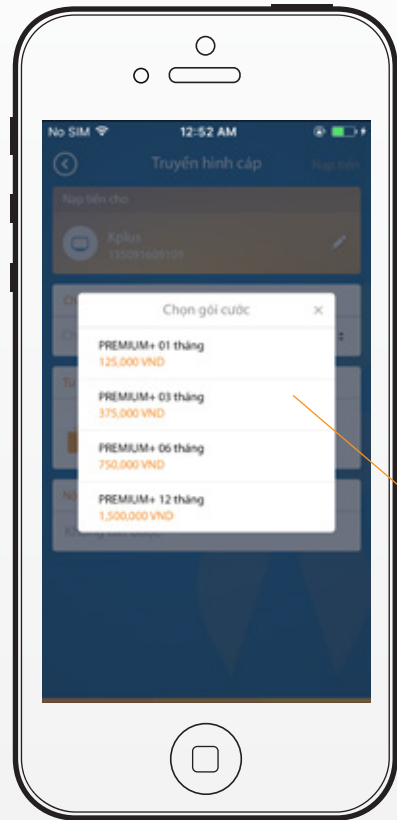 No SIM
12:52 AM
Truyền hình cáp
Nạp tiền
Nạp tiền cho
Kplus
Chọn gói cước
×
PREMIUM+ 01 tháng
125,000 VND
PREMIUM+ 03 tháng
375,000 VND
PREMIUM+ 06 tháng
750,000 VND
PREMIUM+ 12 tháng
1,500,000 VND